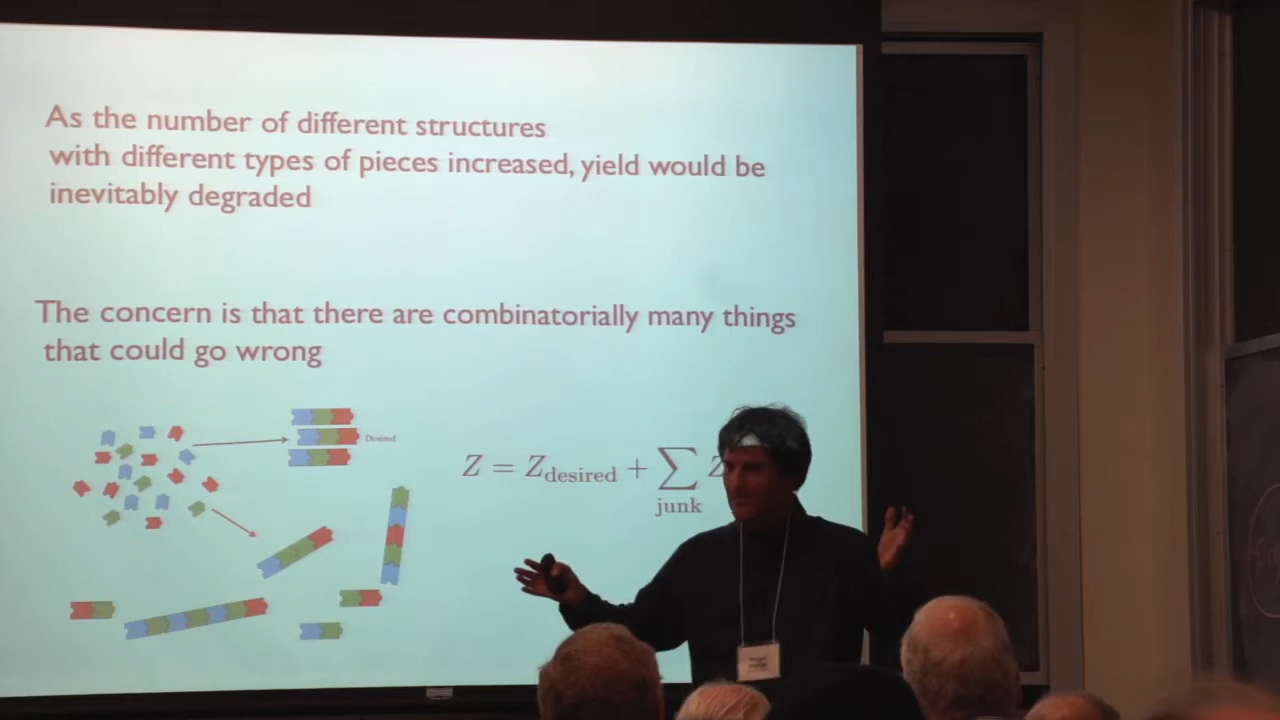 As the number of different structures
with different types of pieces increased, yield would be
inevitably degraded
The concern is that there are combinatorially many things
that could go wrong
Desired
Z = Z_desired + ∑_junk Z